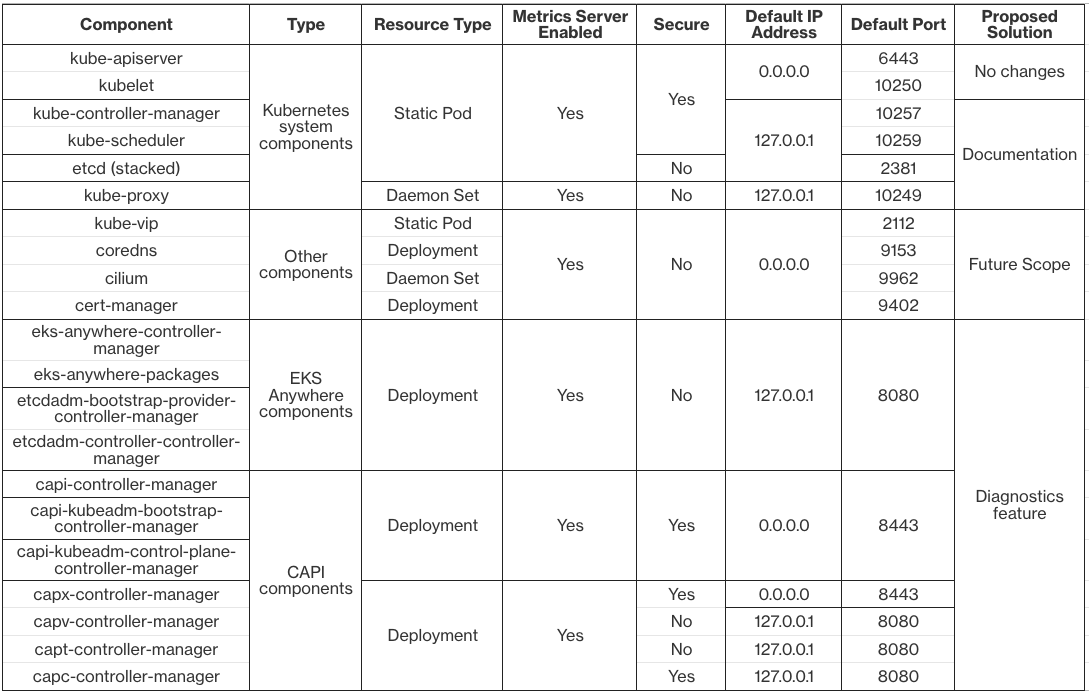 Component Type Resource Type Metrics Server Enabled Secure Default IP Address Default Port Proposed Solution
kube-apiserver Kubernetes system components Static Pod Yes Yes 0.0.0.0 6443 No changes
kubelet 10250
kube-controller-manager 127.0.0.1 10257 Documentation
kube-scheduler 10259
etcd (stacked) No 2381
kube-proxy Daemon Set Yes No 127.0.0.1 10249
kube-vip Other components Static Pod Yes No 0.0.0.0 2112 Future Scope
coredns Deployment 9153
cilium Daemon Set 9962
cert-manager Deployment 9402
eks-anywhere-controller-
manager
EKS Anywhere components Deployment Yes No 127.0.0.1 8080 Diagnostics feature
eks-anywhere-packages
etcdadm-bootstrap-provider-
controller-manager
etcdadm-controller-controller-
manager
capi-controller-manager CAPI components Deployment Yes Yes 0.0.0.0 8443
capi-kubeadm-bootstrap-
controller-manager
capi-kubeadm-control-plane-
controller-manager
capx-controller-manager Deployment Yes Yes 0.0.0.0 8443
capv-controller-manager No 127.0.0.1 8080
capt-controller-manager No 127.0.0.1 8080
capc-controller-manager Yes 127.0.0.1 8080